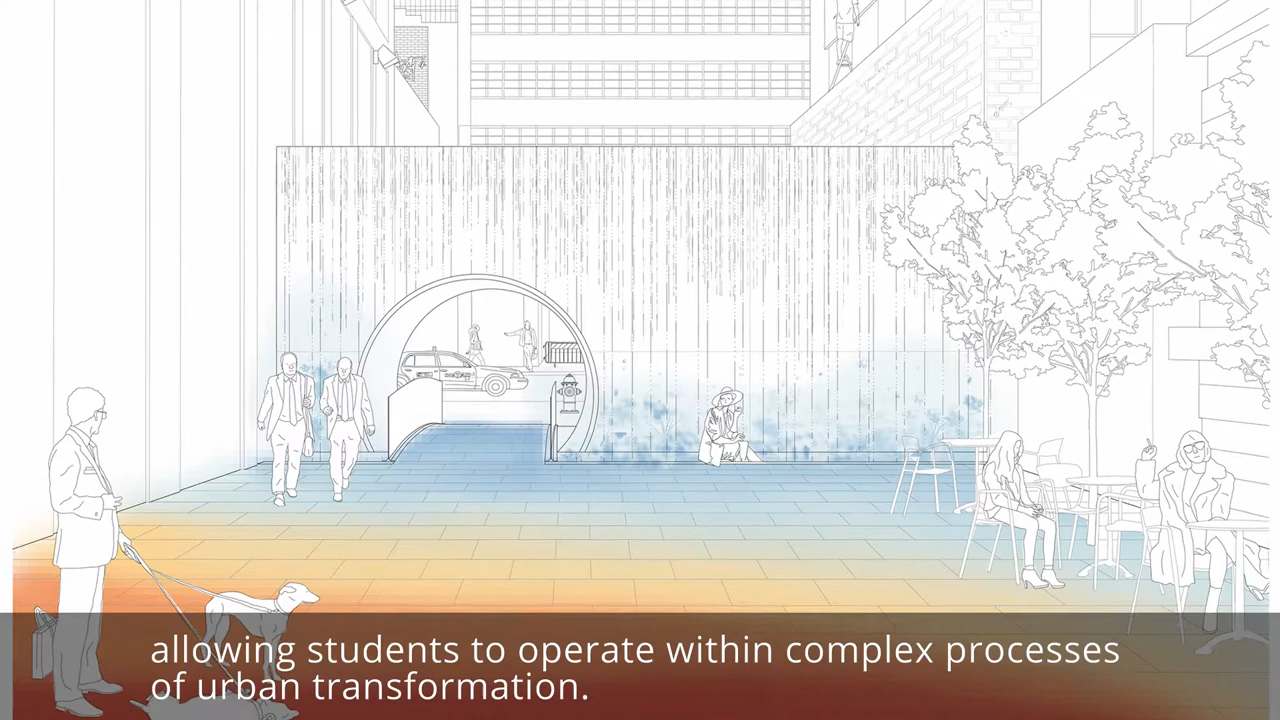 allowing students to operate within complex processes
of urban transformation.